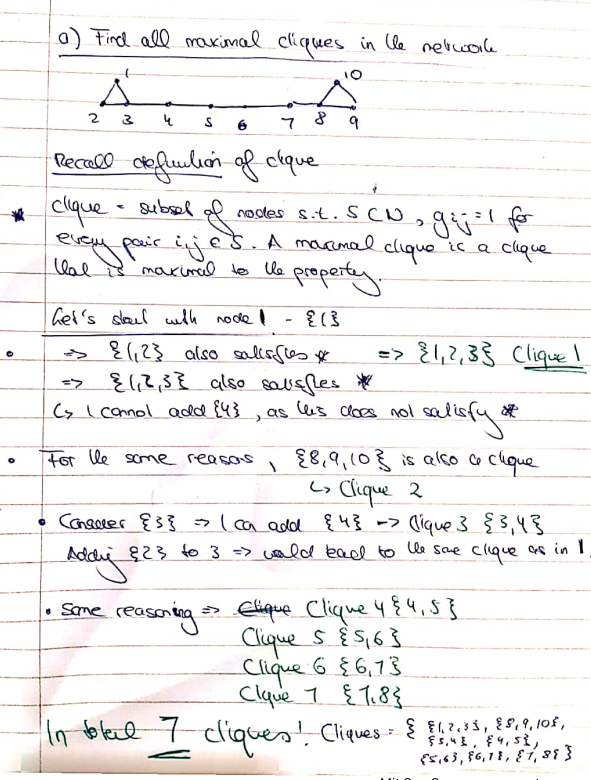 a) Find all maximal cliques in the network
1 10
2 3 4 5 6 7 8 9
Recall definition of clique
* clique = subset of nodes s.t. S ⊂ N, gij = 1 for
every pair i,j ∈ S. A maximal clique is a clique
that is maximal to the property.
Let's start with node 1 - {1}
• => {1,2} also satisfies * => {1,2,3} Clique 1
=> {1,2,3} also satisfies *
↳ I cannot add {4}, as this does not satisfy *
• For the same reasons, {8,9,10} is also a clique
↳ Clique 2
• Consider {3} => I can add {4} -> Clique 3 {3,4}
Adding {2} to 3 => would lead to the same clique as in 1.
• Same reasoning => Clique Clique 4 {4,5}
Clique 5 {5,6}
Clique 6 {6,7}
Clique 7 {7,8}
In total 7 cliques! Cliques = { {1,2,3}, {8,9,10},
{3,4}, {4,5},
{5,6}, {6,7}, {7,8} }